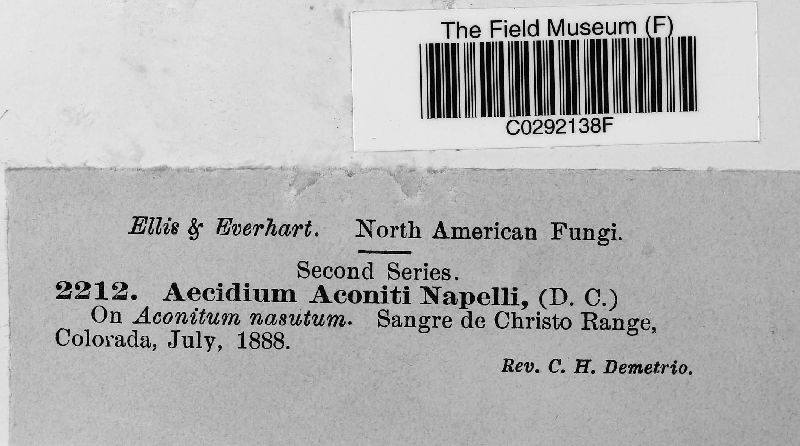 The Field Museum (F)
C0292138F
Ellis & Everhart. North American Fungi.
Second Series.
2212. Aecidium Aconiti Napelli, (D. C.)
On Aconitum nasutum. Sangre de Christo Range,
Colorada, July, 1888.
Rev. C. H. Demetrio.